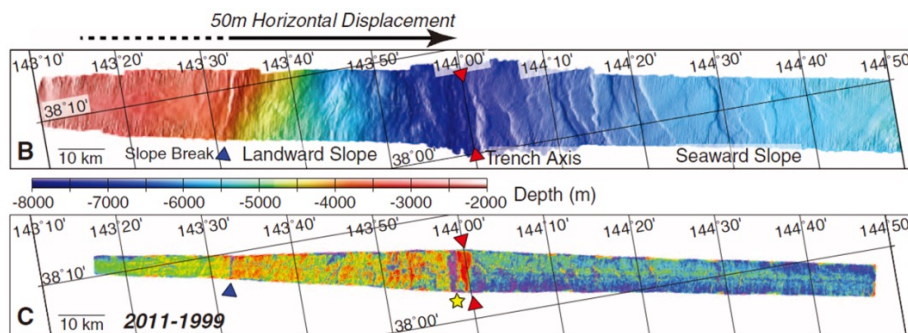 50m Horizontal Displacement
143˚10' 143˚20' 143˚30' 143˚40' 143˚50' 144˚00' 144˚10' 144˚20' 144˚30' 144˚40' 144˚50'
38˚10'
B
10 km
Slope Break
Landward Slope
38˚00'
Trench Axis
Seaward Slope
-8000 -7000 -6000 -5000 -4000 -3000 -2000
Depth (m)
143˚10' 143˚20' 143˚30' 143˚40' 143˚50' 144˚00' 144˚10' 144˚20' 144˚30' 144˚40' 144˚50'
38˚10'
C
10 km
2011-1999
38˚00'